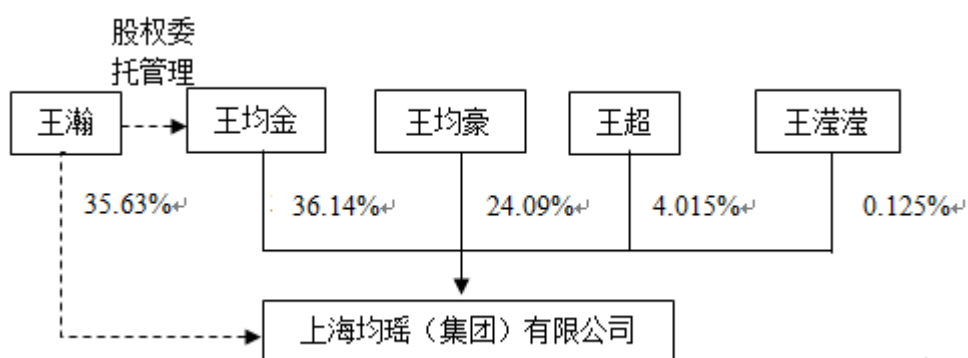 股权委
托管理
王瀚
王均金
王均豪
王超
王滢滢
35.63%↵
36.14%↵
24.09%↵
4.015%↵
0.125%↵
上海均瑶（集团）有限公司